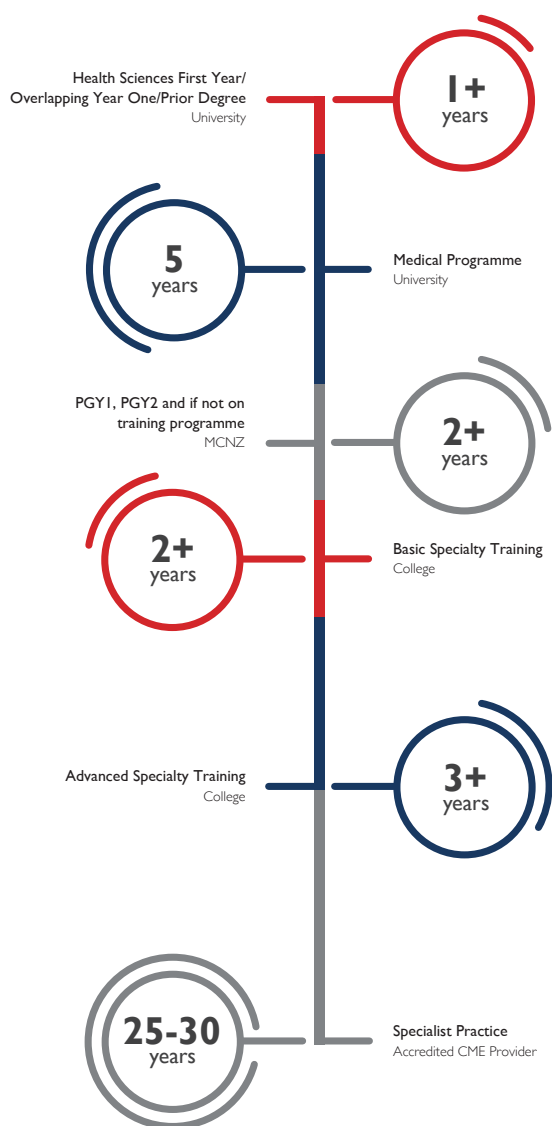 Health Sciences First Year/
Overlapping Year One/Prior Degree
University
1+
years
5
years
Medical Programme
University
PGY1, PGY2 and if not on
training programme
MCNZ
2+
years
2+
years
Basic Specialty Training
College
Advanced Specialty Training
College
3+
years
25-30
years
Specialist Practice
Accredited CME Provider